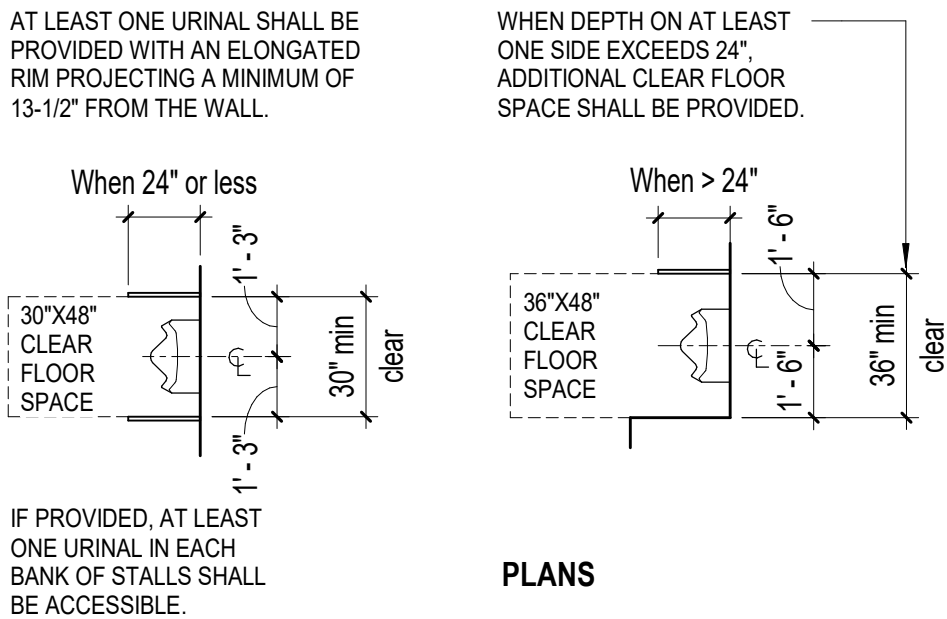 AT LEAST ONE URINAL SHALL BE
PROVIDED WITH AN ELONGATED
RIM PROJECTING A MINIMUM OF
13-1/2" FROM THE WALL.
When 24" or less
1' - 3"
30"X48"
CLEAR
FLOOR
SPACE
CL
30" min
clear
1' - 3"
IF PROVIDED, AT LEAST
ONE URINAL IN EACH
BANK OF STALLS SHALL
BE ACCESSIBLE.
WHEN DEPTH ON AT LEAST
ONE SIDE EXCEEDS 24",
ADDITIONAL CLEAR FLOOR
SPACE SHALL BE PROVIDED.
When > 24"
1' - 6"
36"X48"
CLEAR
FLOOR
SPACE
CL
1' - 6"
36" min
clear
PLANS